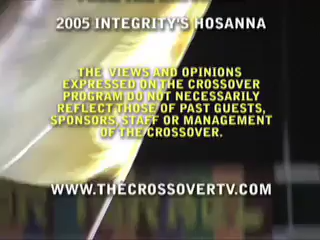 2005 INTEGRITY'S HOSANNA
THE VIEWS AND OPINIONS
EXPRESSED ON THE CROSSOVER
PROGRAM DO NOT NECESSARILY
REFLECT THOSE OF PAST GUESTS,
SPONSORS, STAFF OR MANAGEMENT
OF THE CROSSOVER.
WWW.THECROSSOVERTV.COM